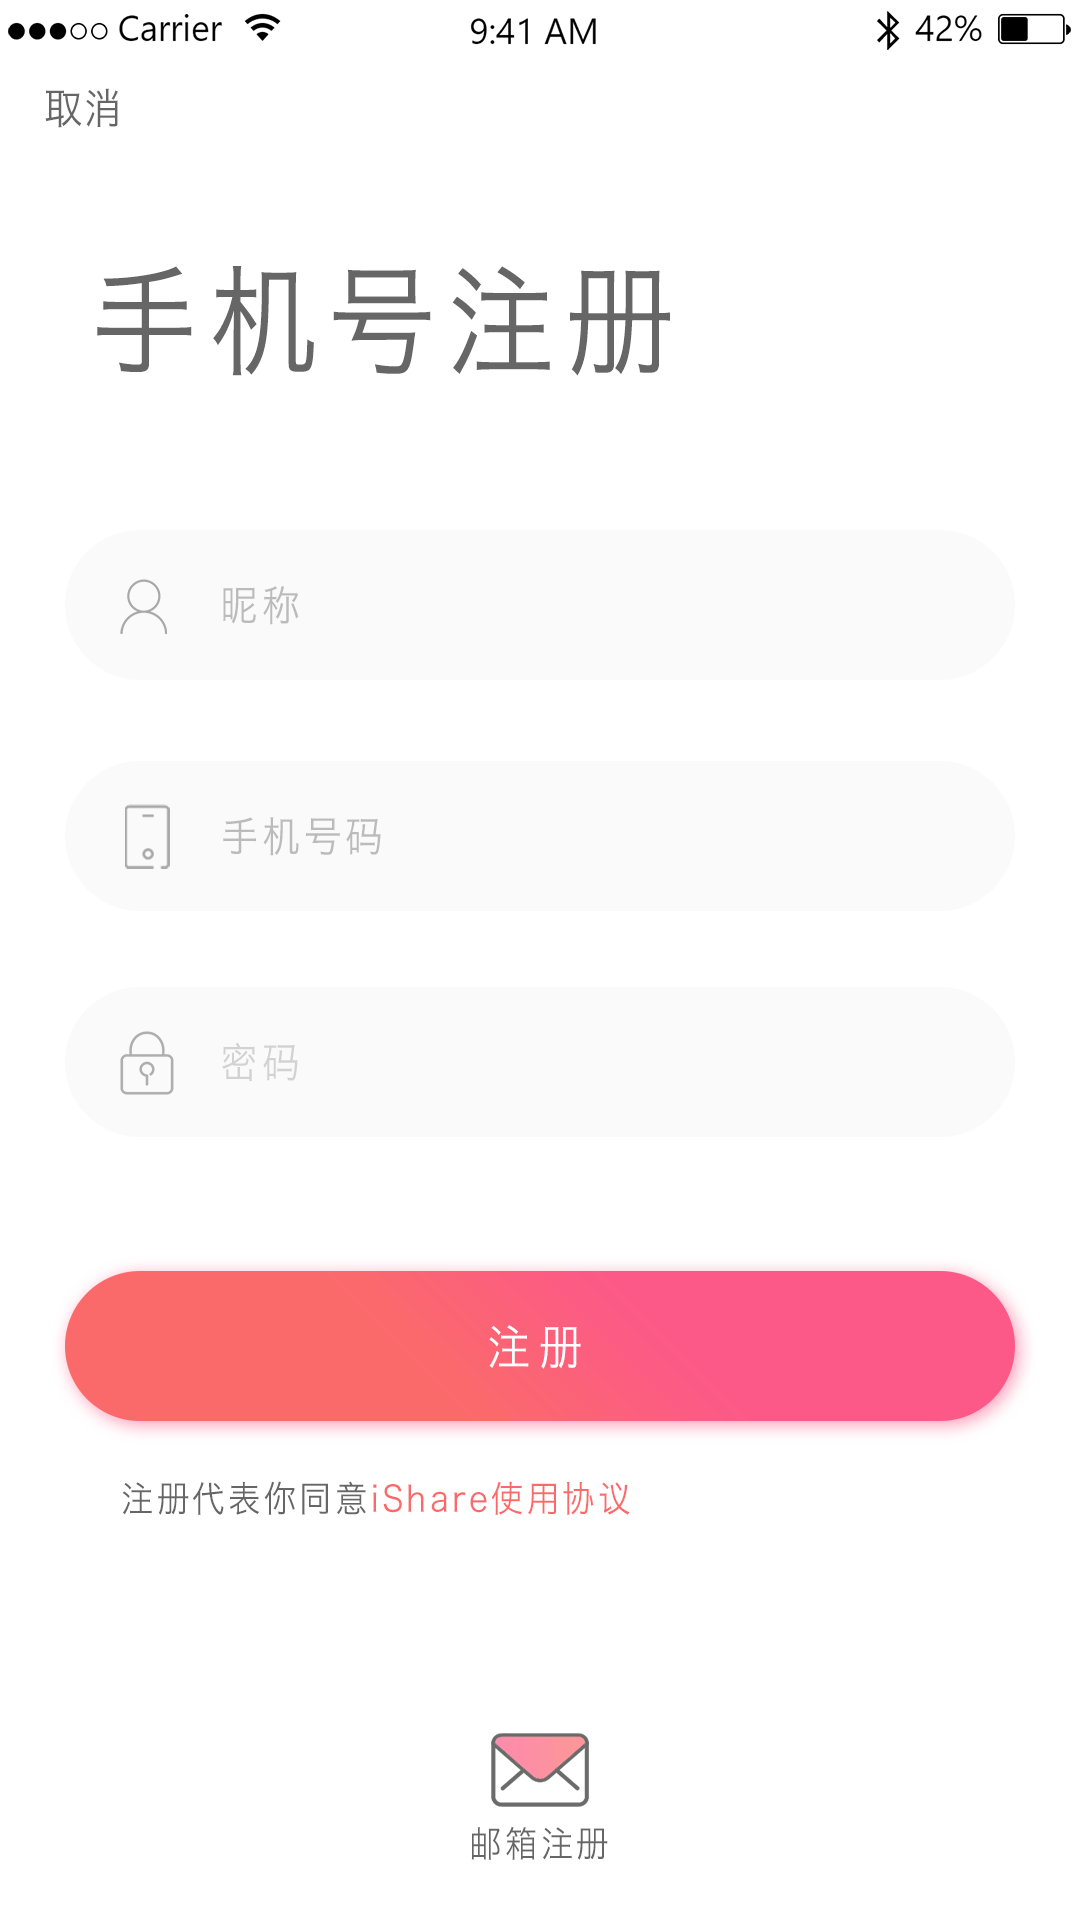 Carrier 9:41 AM 42%
取消
手机号注册
昵称
手机号码
密码
注册
注册代表你同意iShare使用协议
邮箱注册